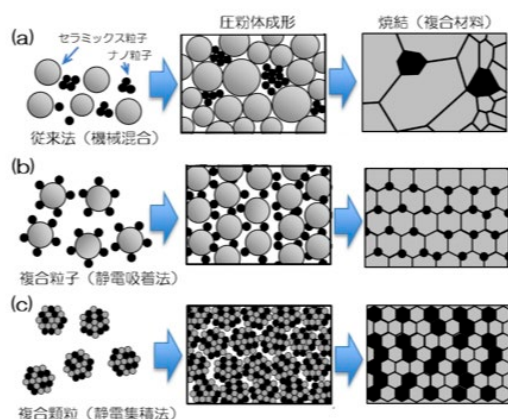 圧粉体成形
焼結（複合材料）
(a)
セラミックス粒子
ナノ粒子
従来法（機械混合）
(b)
複合粒子（静電吸着法）
(c)
複合顆粒（静電集積法）